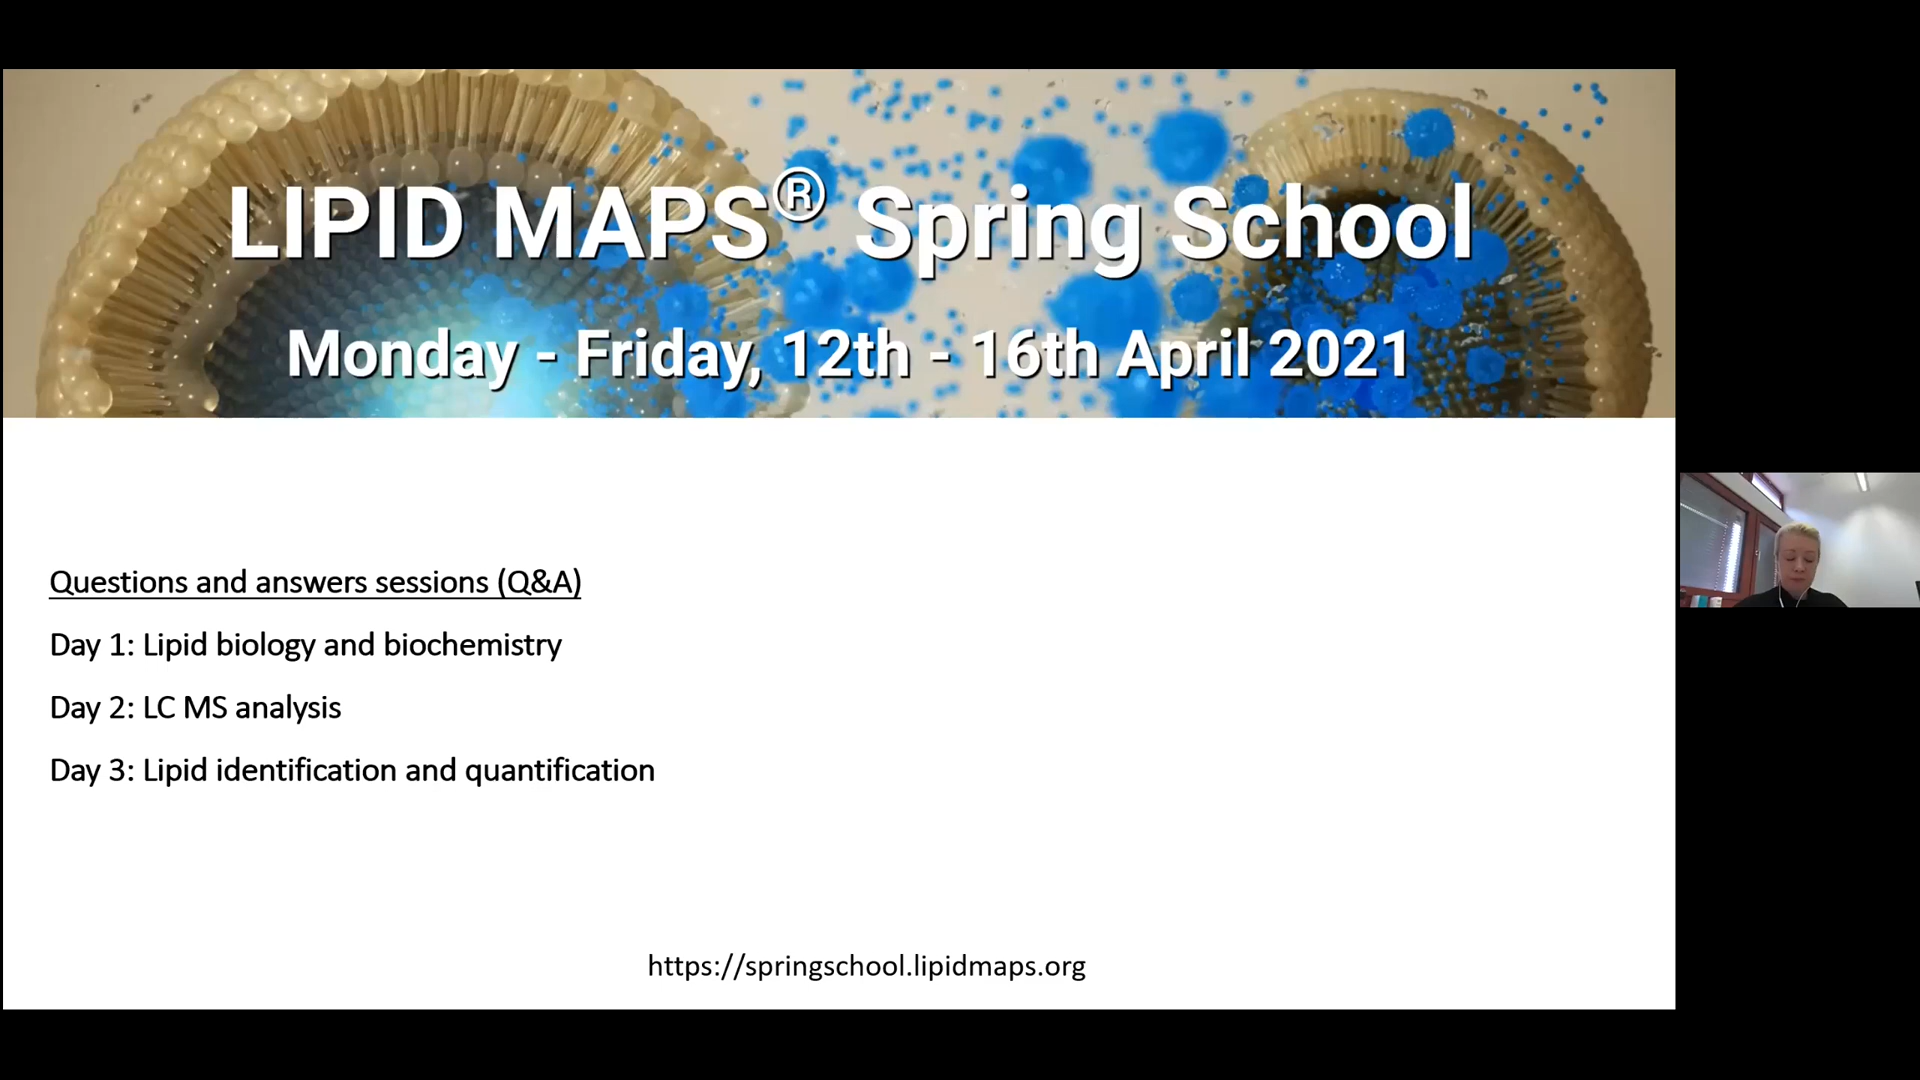 LIPID MAPS® Spring School
Monday - Friday, 12th - 16th April 2021
Questions and answers sessions (Q&A)
Day 1: Lipid biology and biochemistry
Day 2: LC MS analysis
Day 3: Lipid identification and quantification
https://springschool.lipidmaps.org